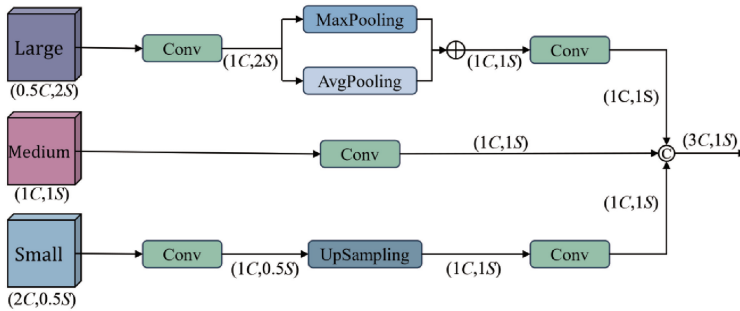 Large
(0.5C,2S)
Conv
(1C,2S)
MaxPooling
AvgPooling
(1C,1S)
Conv
(1C,1S)
Medium
(1C,1S)
Conv
(1C,1S)
C
(3C,1S)
Small
(2C,0.5S)
Conv
(1C,0.5S)
UpSampling
(1C,1S)
Conv
(1C,1S)